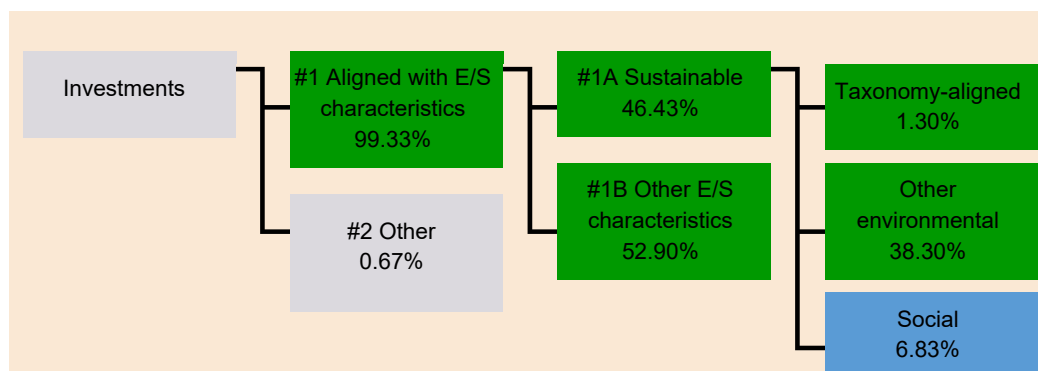 Investments
#1 Aligned with E/S
characteristics
99.33%
#2 Other
0.67%
#1A Sustainable
46.43%
#1B Other E/S
characteristics
52.90%
Taxonomy-aligned
1.30%
Other
environmental
38.30%
Social
6.83%